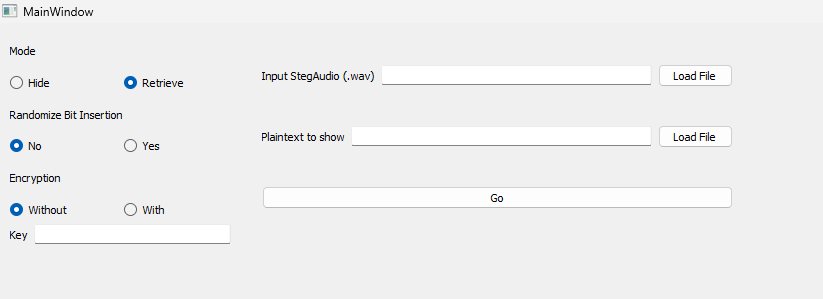 MainWindow
Mode
Hide Retrieve
Randomize Bit Insertion
No Yes
Encryption
Without With
Key
Input StegAudio (.wav) Load File
Plaintext to show Load File
Go